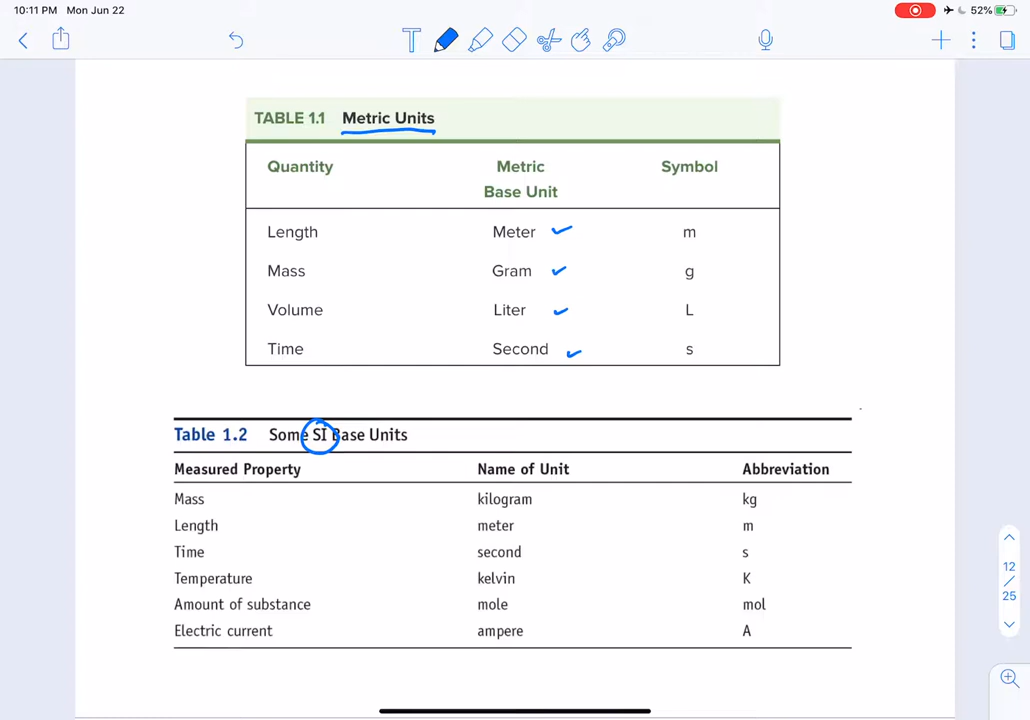 10:11 PM Mon Jun 22 52%
T
TABLE 1.1 Metric Units
Quantity Metric Base Unit Symbol
Length Meter m
Mass Gram g
Volume Liter L
Time Second s
Table 1.2 Some SI Base Units
Measured Property Name of Unit Abbreviation
Mass kilogram kg
Length meter m
Time second s
Temperature kelvin K
Amount of substance mole mol
Electric current ampere A
12
/
25